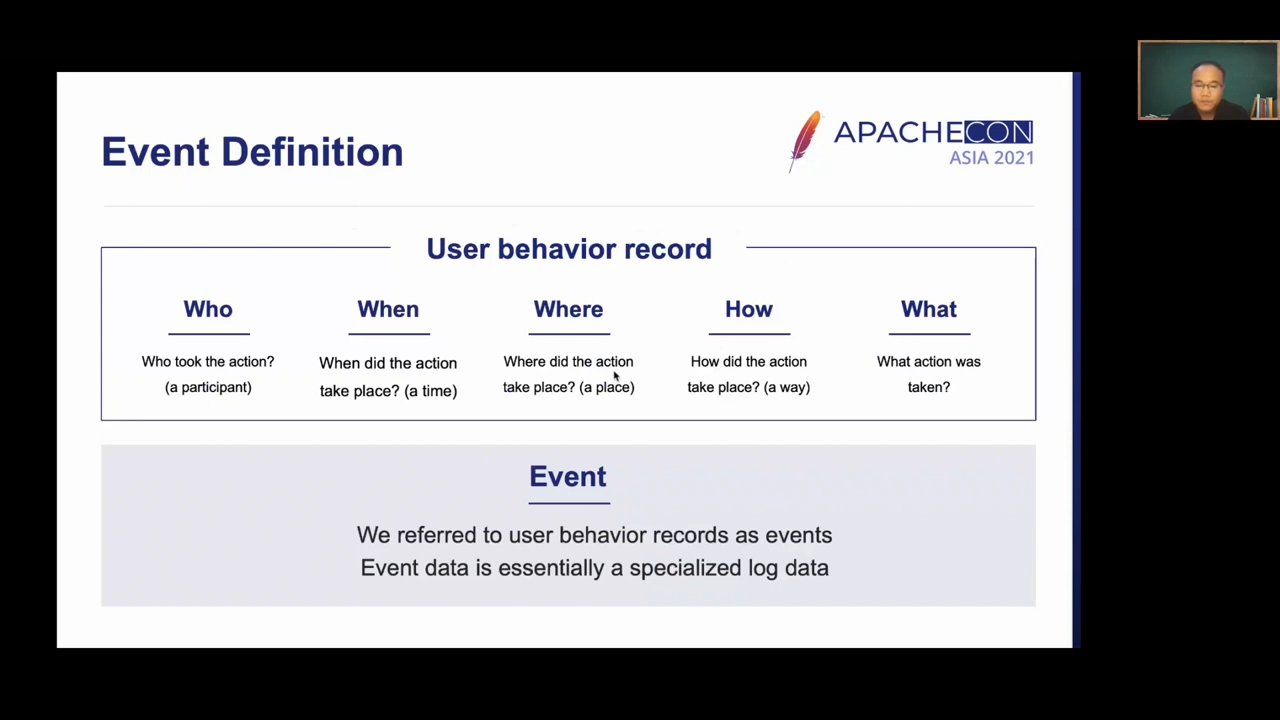 Event Definition
APACHECON
ASIA 2021
User behavior record
Who
When
Where
How
What
Who took the action?
(a participant)
When did the action
take place? (a time)
Where did the action
take place? (a place)
How did the action
take place? (a way)
What action was
taken?
Event
We referred to user behavior records as events
Event data is essentially a specialized log data